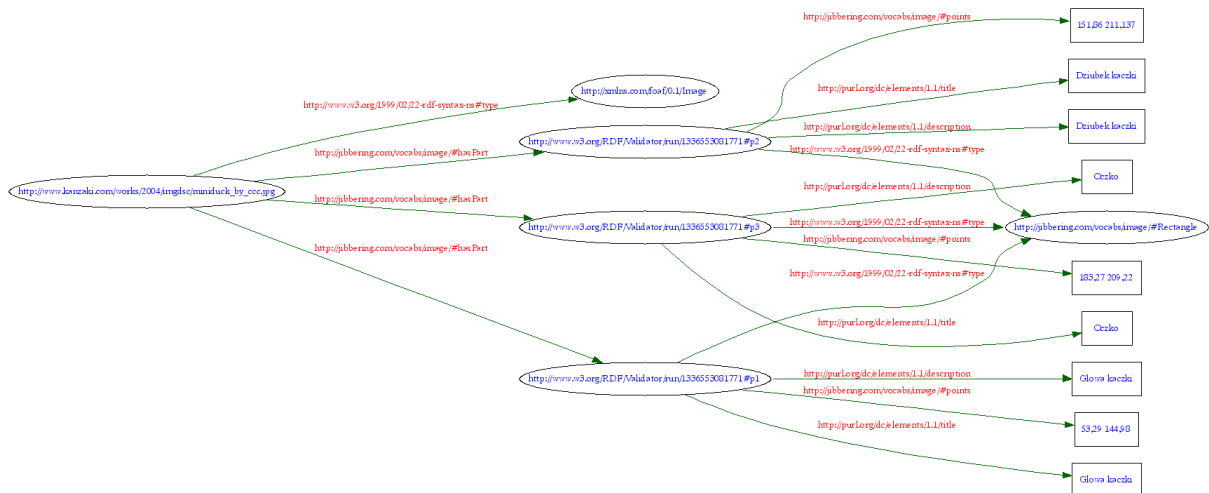 http://jibbering.com/vocabs/image/#points
151,86 211,137
http://purl.org/dc/elements/1.1/title
Dziubek kaczki
http://xmlns.com/foaf/0.1/Image
http://www.w3.org/1999/02/22-rdf-syntax-ns#type
http://purl.org/dc/elements/1.1/description
Dziubek kaczki
http://www.w3.org/RDF/Validator/run/1336553081771#p2
http://www.w3.org/1999/02/22-rdf-syntax-ns#type
http://jibbering.com/vocabs/image/#hasPart
Oczko
http://purl.org/dc/elements/1.1/description
http://www.kanzaki.com/works/2004/imgdsc/miniduck_by_ccc.jpg
http://jibbering.com/vocabs/image/#hasPart
http://www.w3.org/1999/02/22-rdf-syntax-ns#type
http://www.w3.org/RDF/Validator/run/1336553081771#p3
http://jibbering.com/vocabs/image/#Rectangle
http://jibbering.com/vocabs/image/#points
http://jibbering.com/vocabs/image/#hasPart
http://www.w3.org/1999/02/22-rdf-syntax-ns#type
183,27 209,22
http://purl.org/dc/elements/1.1/title
Oczko
http://purl.org/dc/elements/1.1/description
http://www.w3.org/RDF/Validator/run/1336553081771#p1
Glowa kaczki
http://jibbering.com/vocabs/image/#points
http://purl.org/dc/elements/1.1/title
53,29 144,98
Glowa kaczki